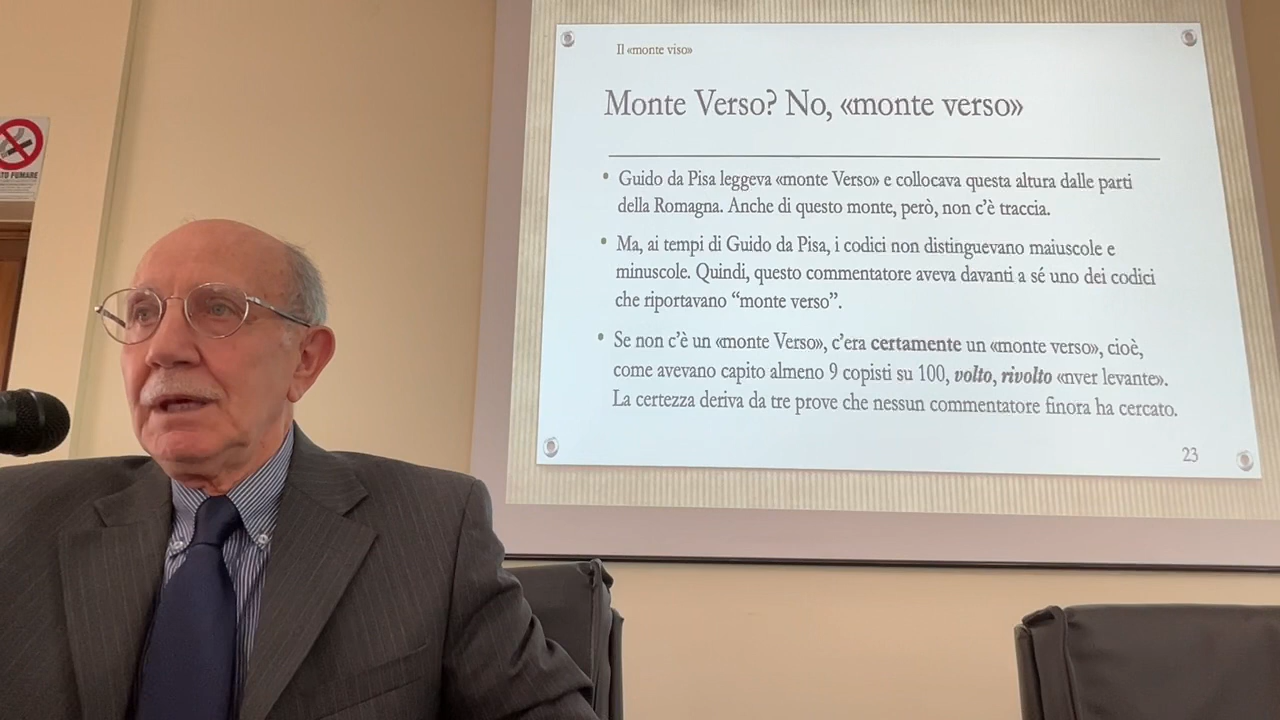 TO FUMARE
Il «monte viso»
Monte Verso? No, «monte verso»
• Guido da Pisa leggeva «monte Verso» e collocava questa altura dalle parti
della Romagna. Anche di questo monte, però, non c’è traccia.
• Ma, ai tempi di Guido da Pisa, i codici non distinguevano maiuscole e
minuscole. Quindi, questo commentatore aveva davanti a sé uno dei codici
che riportavano “monte verso”.
• Se non c’è un «monte Verso», c’era certamente un «monte verso», cioè,
come avevano capito almeno 9 copisti su 100, volto, rivolto «nver levante».
La certezza deriva da tre prove che nessun commentatore finora ha cercato.
23